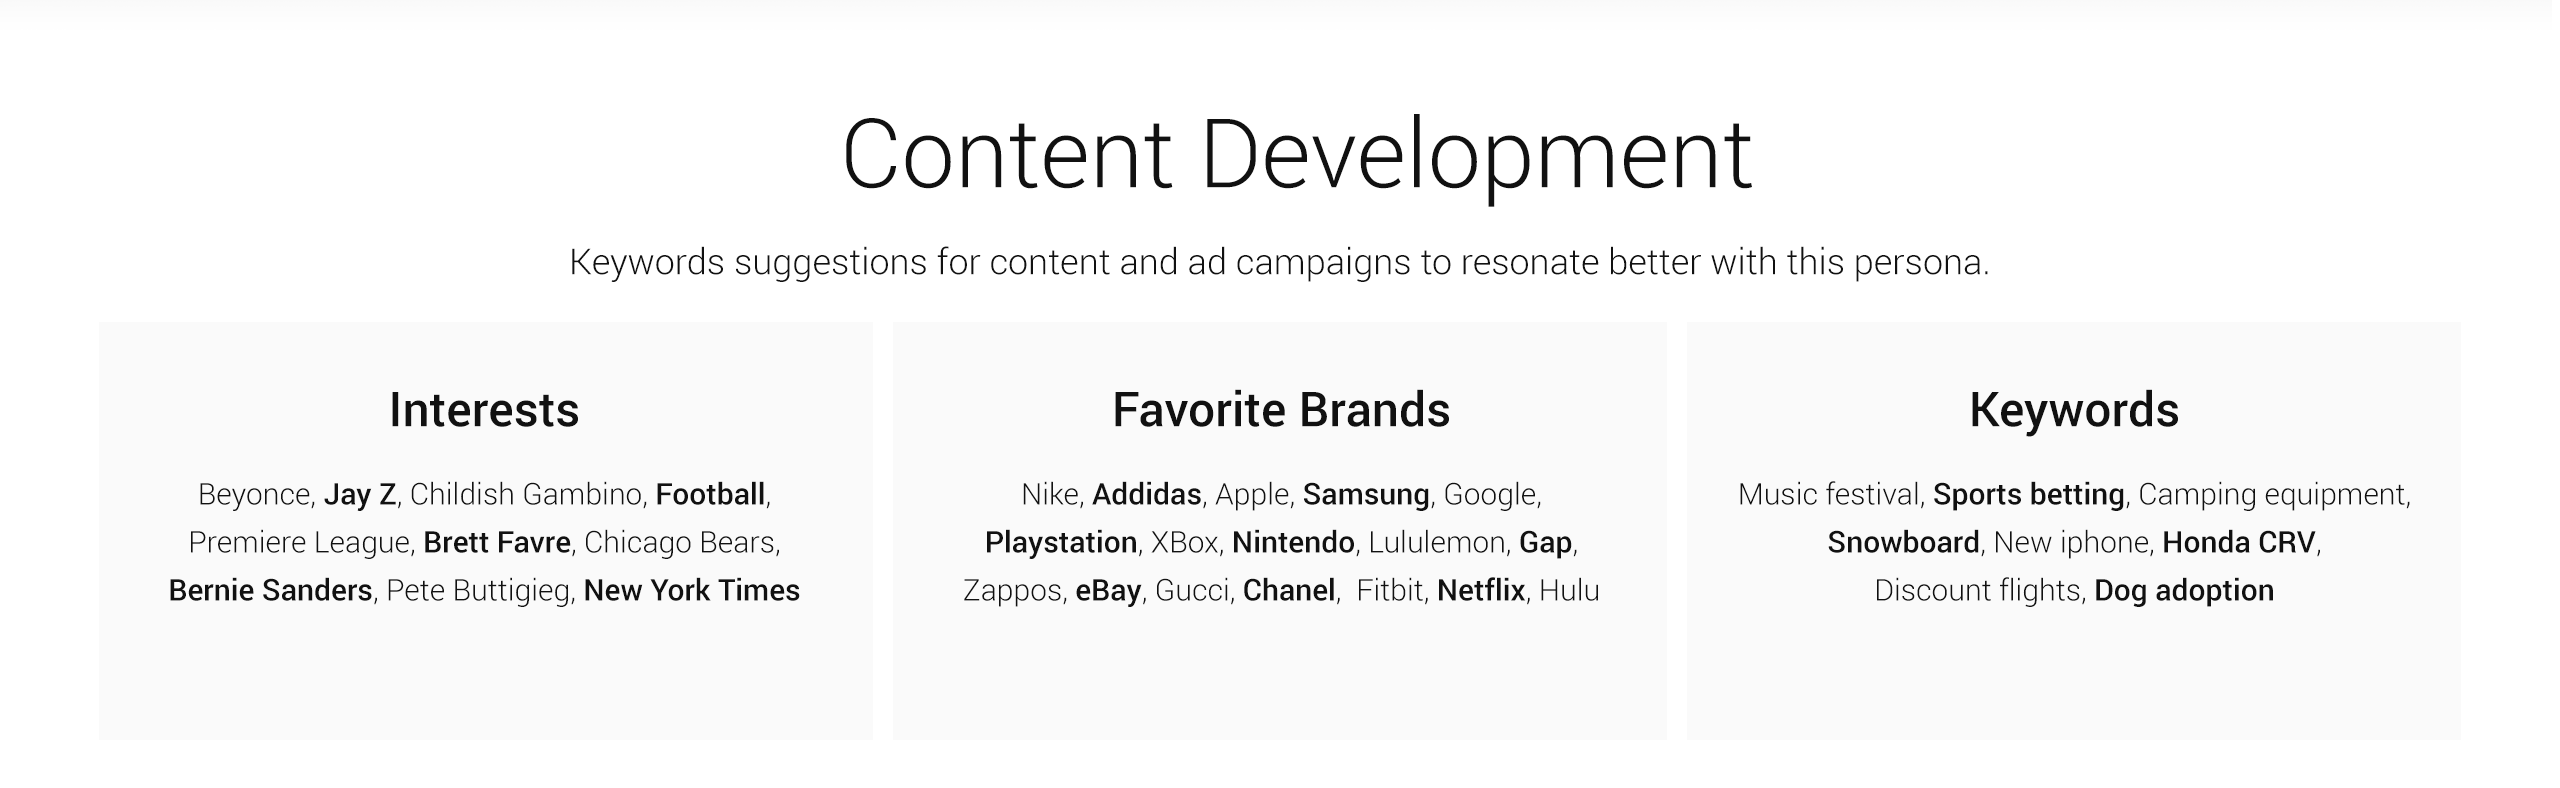 Content Development
Keywords suggestions for content and ad campaigns to resonate better with this persona.
Interests
Beyonce, Jay Z, Childish Gambino, Football,
Premiere League, Brett Favre, Chicago Bears,
Bernie Sanders, Pete Buttigieg, New York Times
Favorite Brands
Nike, Addidas, Apple, Samsung, Google,
Playstation, XBox, Nintendo, Lululemon, Gap,
Zappos, eBay, Gucci, Chanel,  Fitbit, Netflix, Hulu
Keywords
Music festival, Sports betting, Camping equipment,
Snowboard, New iphone, Honda CRV,
Discount flights, Dog adoption